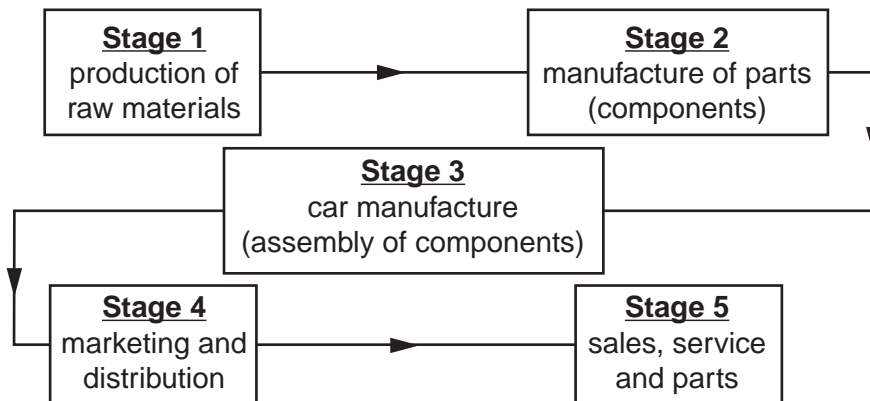 Stage 1
production of
raw materials
Stage 2
manufacture of parts
(components)
Stage 3
car manufacture
(assembly of components)
Stage 4
marketing and
distribution
Stage 5
sales, service
and parts